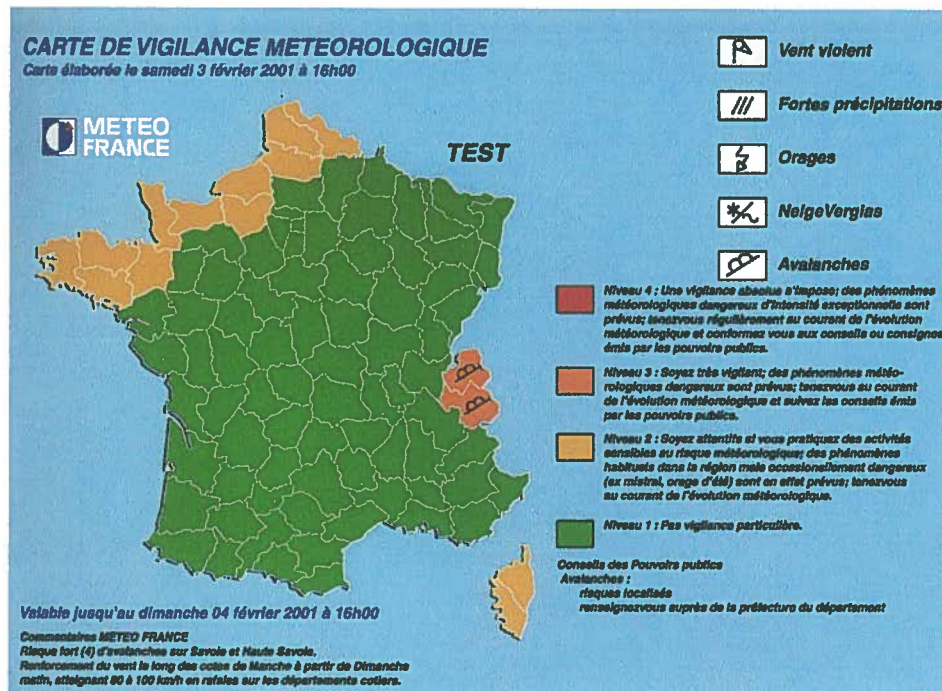 CARTE DE VIGILANCE METEOROLOGIQUE
Carte élaborée le samedi 3 février 2001 à 16h00
METEO
FRANCE
TEST
Vent violent
Fortes précipitations
Orages
NeigeVerglas
Avalanches
Niveau 4 : Une vigilance absolue s'impose; des phénomènes
météorologiques dangereux d'intensité exceptionnelle sont
prévus; tenezvous régulièrement au courant de l'évolution
météorologique et conformez vous aux conseils ou consignes
émis par les pouvoirs publics.
Niveau 3 : Soyez très vigilant; des phénomènes météo-
rologiques dangereux sont prévus; tenezvous au courant
de l'évolution météorologique et suivez les conseils émis
par les pouvoirs publics.
Niveau 2 : Soyez attentifs si vous pratiquez des activités
sensibles au risque météorologique; des phénomènes
habituels dans la région mais occasionellement dangereux
(ex mistral, orage d'été) sont en effet prévus; tenezvous
au courant de l'évolution météorologique.
Niveau 1 : Pas vigilance particulière.
Conseils des Pouvoirs publics
Avalanches :
risques localisés
renseignezvous auprès de la préfecture du département
Valable jusqu'au dimanche 04 février 2001 à 16h00
Commentaires METEO FRANCE
Risque fort (4) d'avalanches sur Savoie et Haute Savoie.
Renforcement du vent le long des cotes de Manche à partir de Dimanche
matin, atteignant 80 à 100 km/h en rafales sur les départements cotiers.